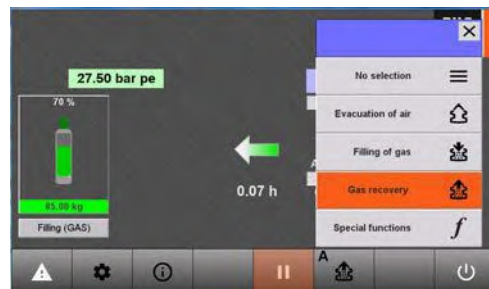 27.50 bar pe
70 %
85.00 kg
Filling (GAS)
0.07 h
No selection
Evacuation of air
Filling of gas
Gas recovery
Special functions
A